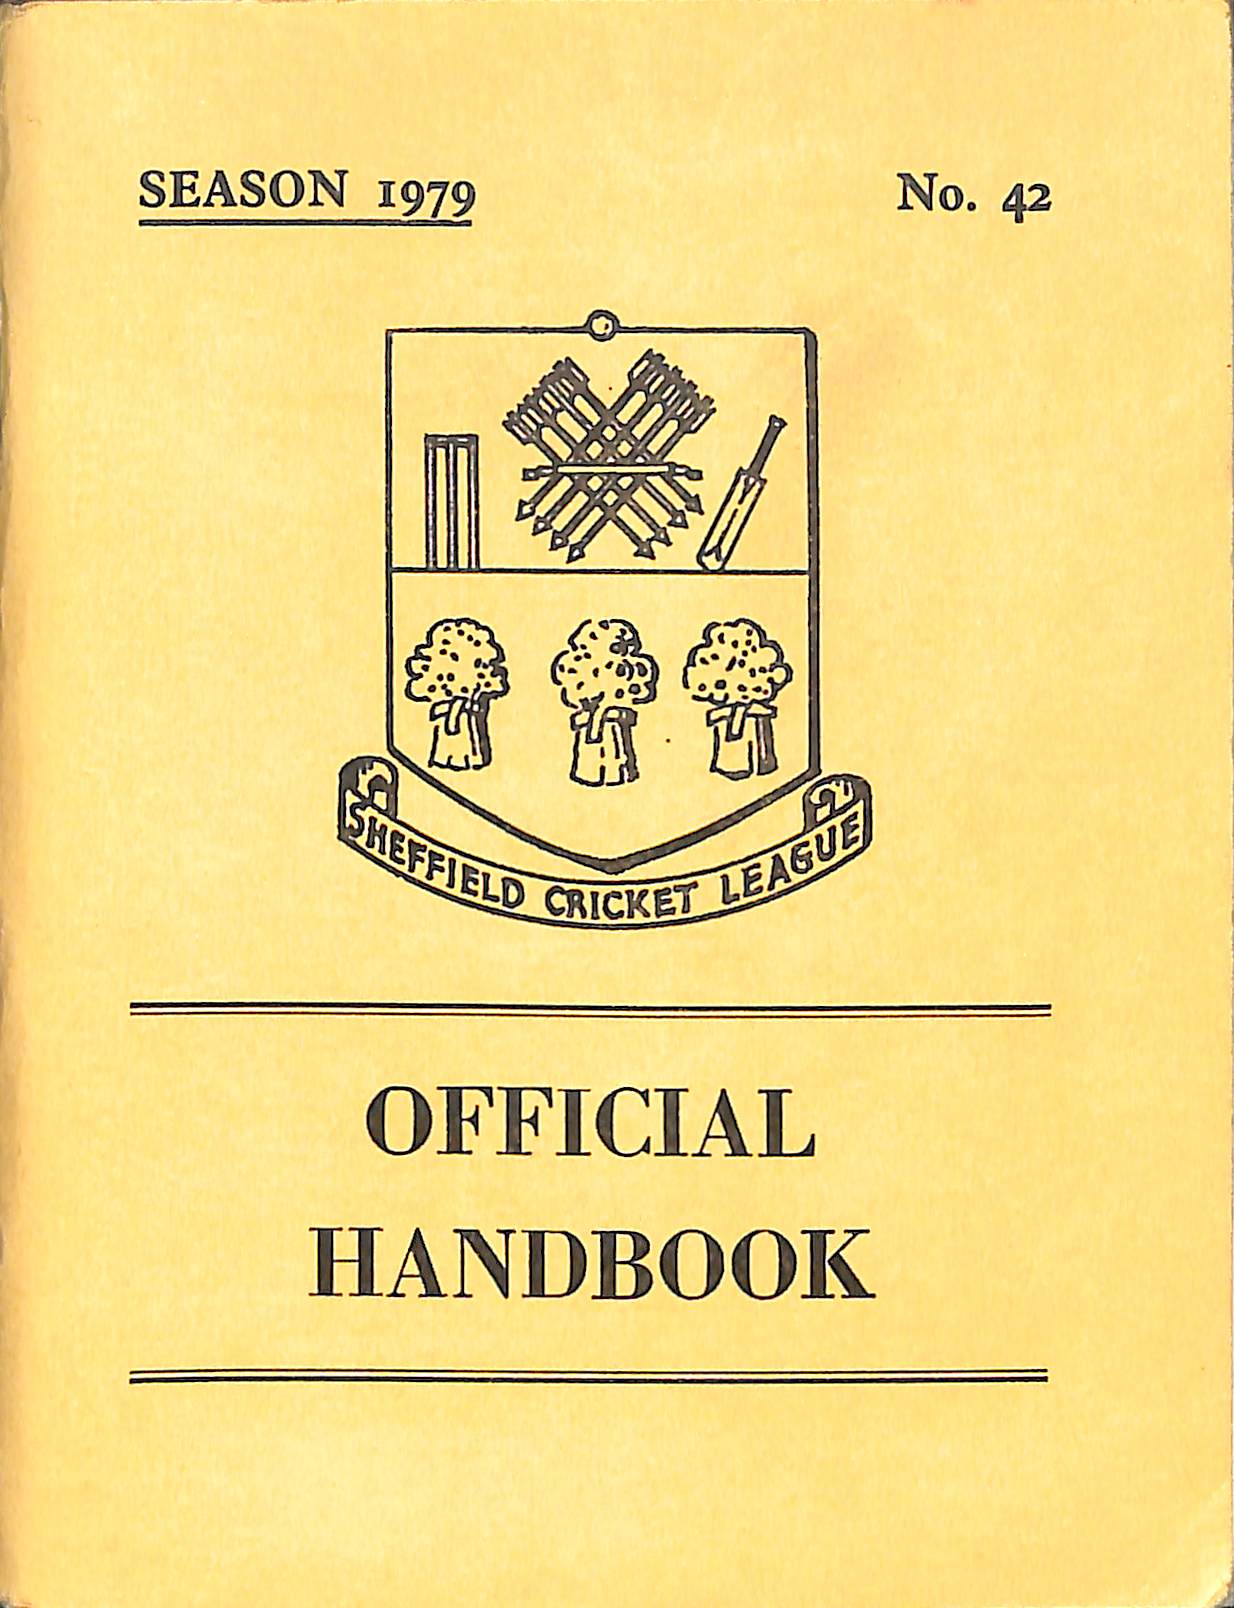 SEASON 1979
No. 42
SHEFFIELD CRICKET LEAGUE
OFFICIAL
HANDBOOK